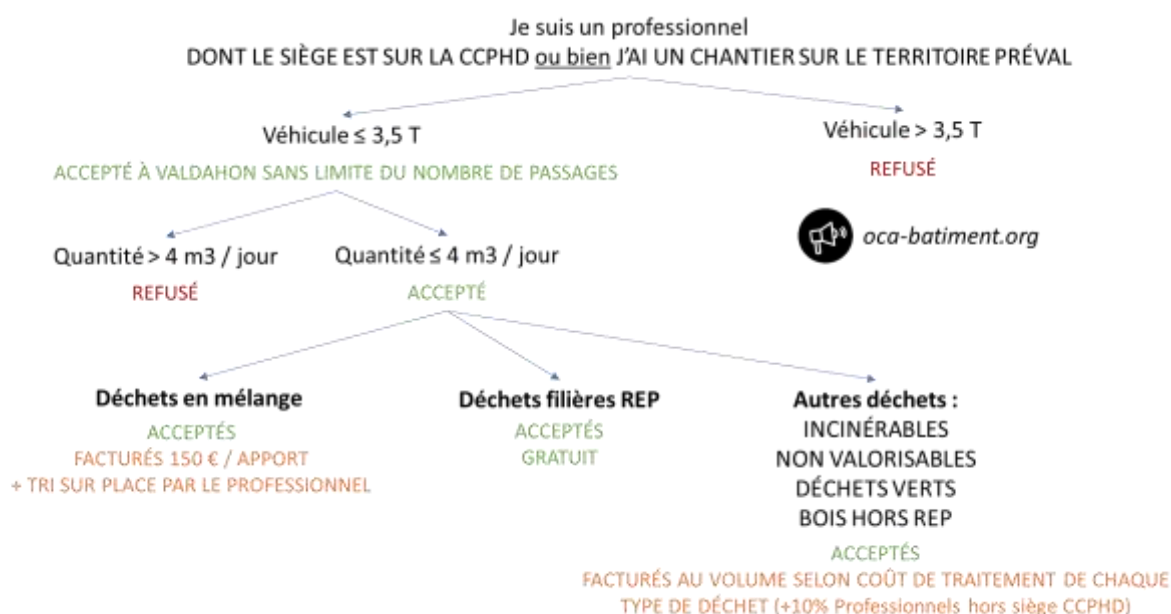 Je suis un professionnel
DONT LE SIÈGE EST SUR LA CCPHD ou bien J'AI UN CHANTIER SUR LE TERRITOIRE PRÉVAL
Véhicule ≤ 3,5 T
Véhicule > 3,5 T
ACCEPTÉ À VALDAHON SANS LIMITE DU NOMBRE DE PASSAGES
REFUSÉ
Quantité > 4 m3 / jour
Quantité ≤ 4 m3 / jour
oca-batiment.org
REFUSÉ
ACCEPTÉ
Déchets en mélange
ACCEPTÉS
FACTURÉS 150 € / APPORT
+ TRI SUR PLACE PAR LE PROFESSIONNEL
Déchets filières REP
ACCEPTÉS
GRATUIT
Autres déchets :
INCINÉRABLES
NON VALORISABLES
DÉCHETS VERTS
BOIS HORS REP
ACCEPTÉS
FACTURÉS AU VOLUME SELON COÛT DE TRAITEMENT DE CHAQUE
TYPE DE DÉCHET (+10% Professionnels hors siège CCPHD)